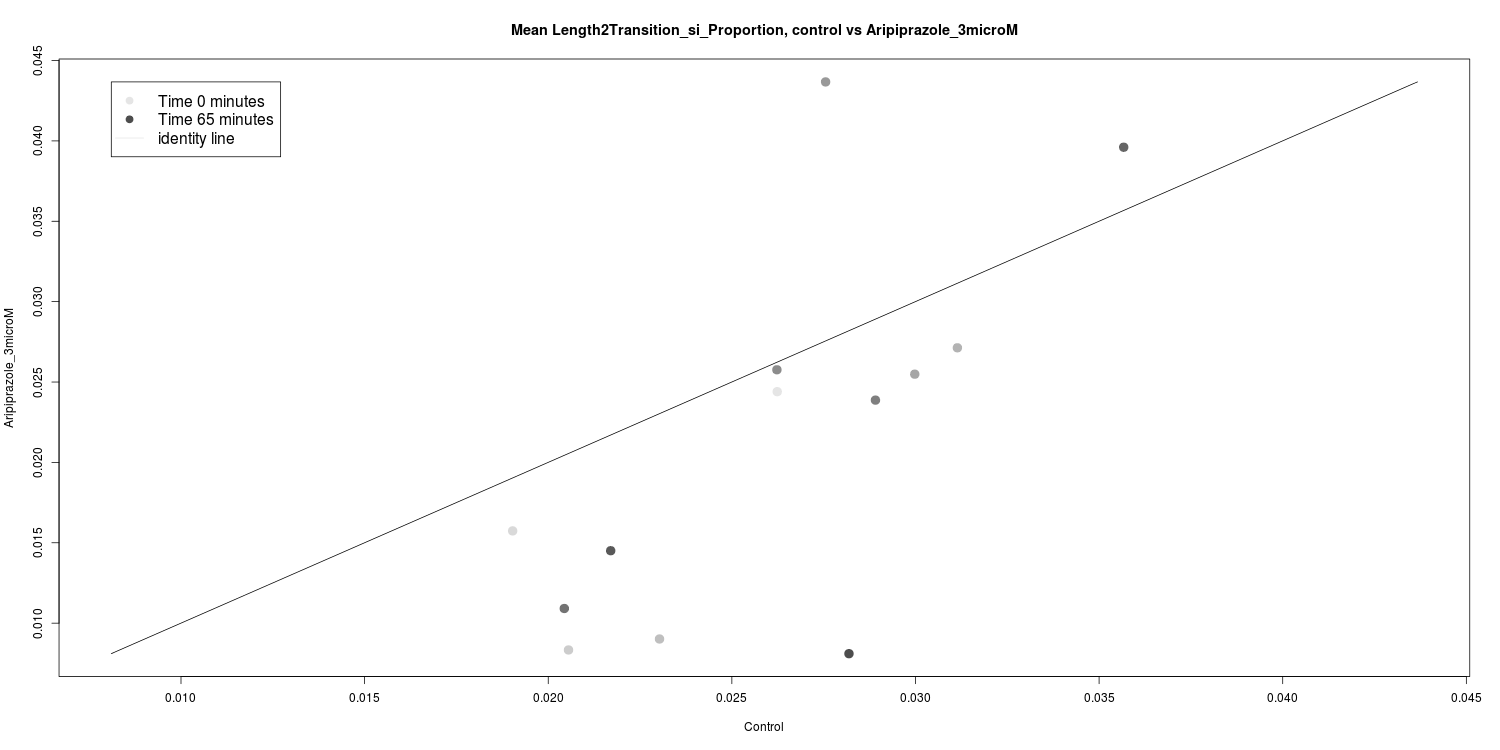 Mean Length2Transition_si_Proportion, control vs Aripiprazole_3microM
Time 0 minutes
Time 65 minutes
identity line
0.045
0.040
0.035
0.030
0.025
0.020
0.015
0.010
Aripiprazole_3microM
0.010 0.015 0.020 0.025 0.030 0.035 0.040 0.045
Control